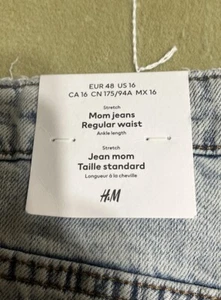 EUR 48 US 16
CA 16 CN 175/94A MX 16
Stretch
Mom jeans
Regular waist
Ankle length
Stretch
Jean mom
Taille standard
Longueur à la cheville
H&M